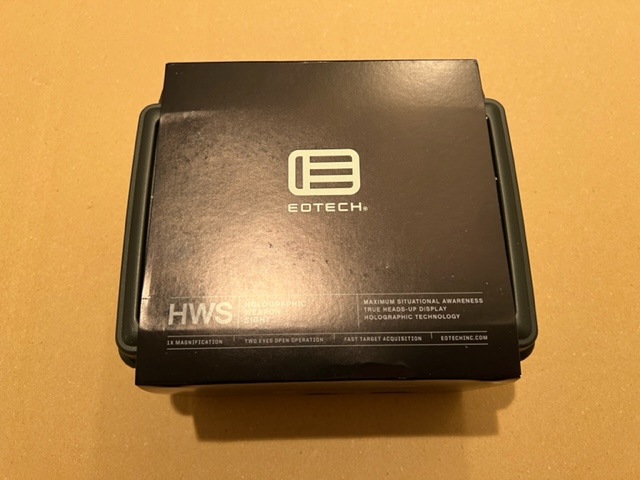 EOTECH®
HWS
HOLOGRAPHIC
WEAPON
SIGHT
MAXIMUM SITUATIONAL AWARENESS
TRUE HEADS-UP DISPLAY
HOLOGRAPHIC TECHNOLOGY
1X MAGNIFICATION
TWO EYES OPEN OPERATION
FAST TARGET ACQUISITION
EOTECHINC.COM